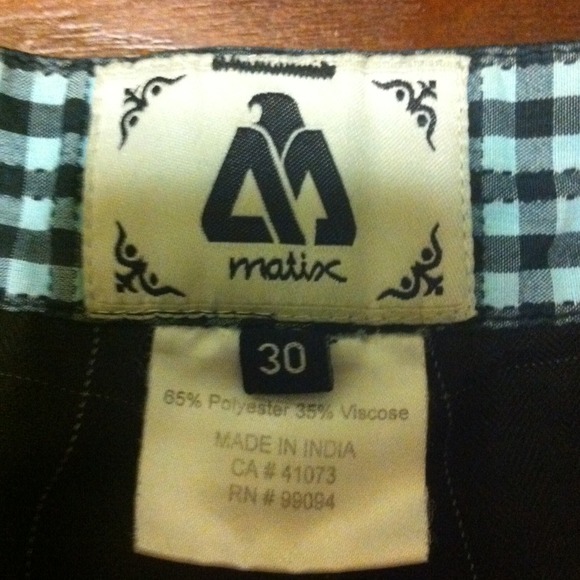 matix
30
65% Polyester 35% Viscose
MADE IN INDIA
CA # 41073
RN # 99094